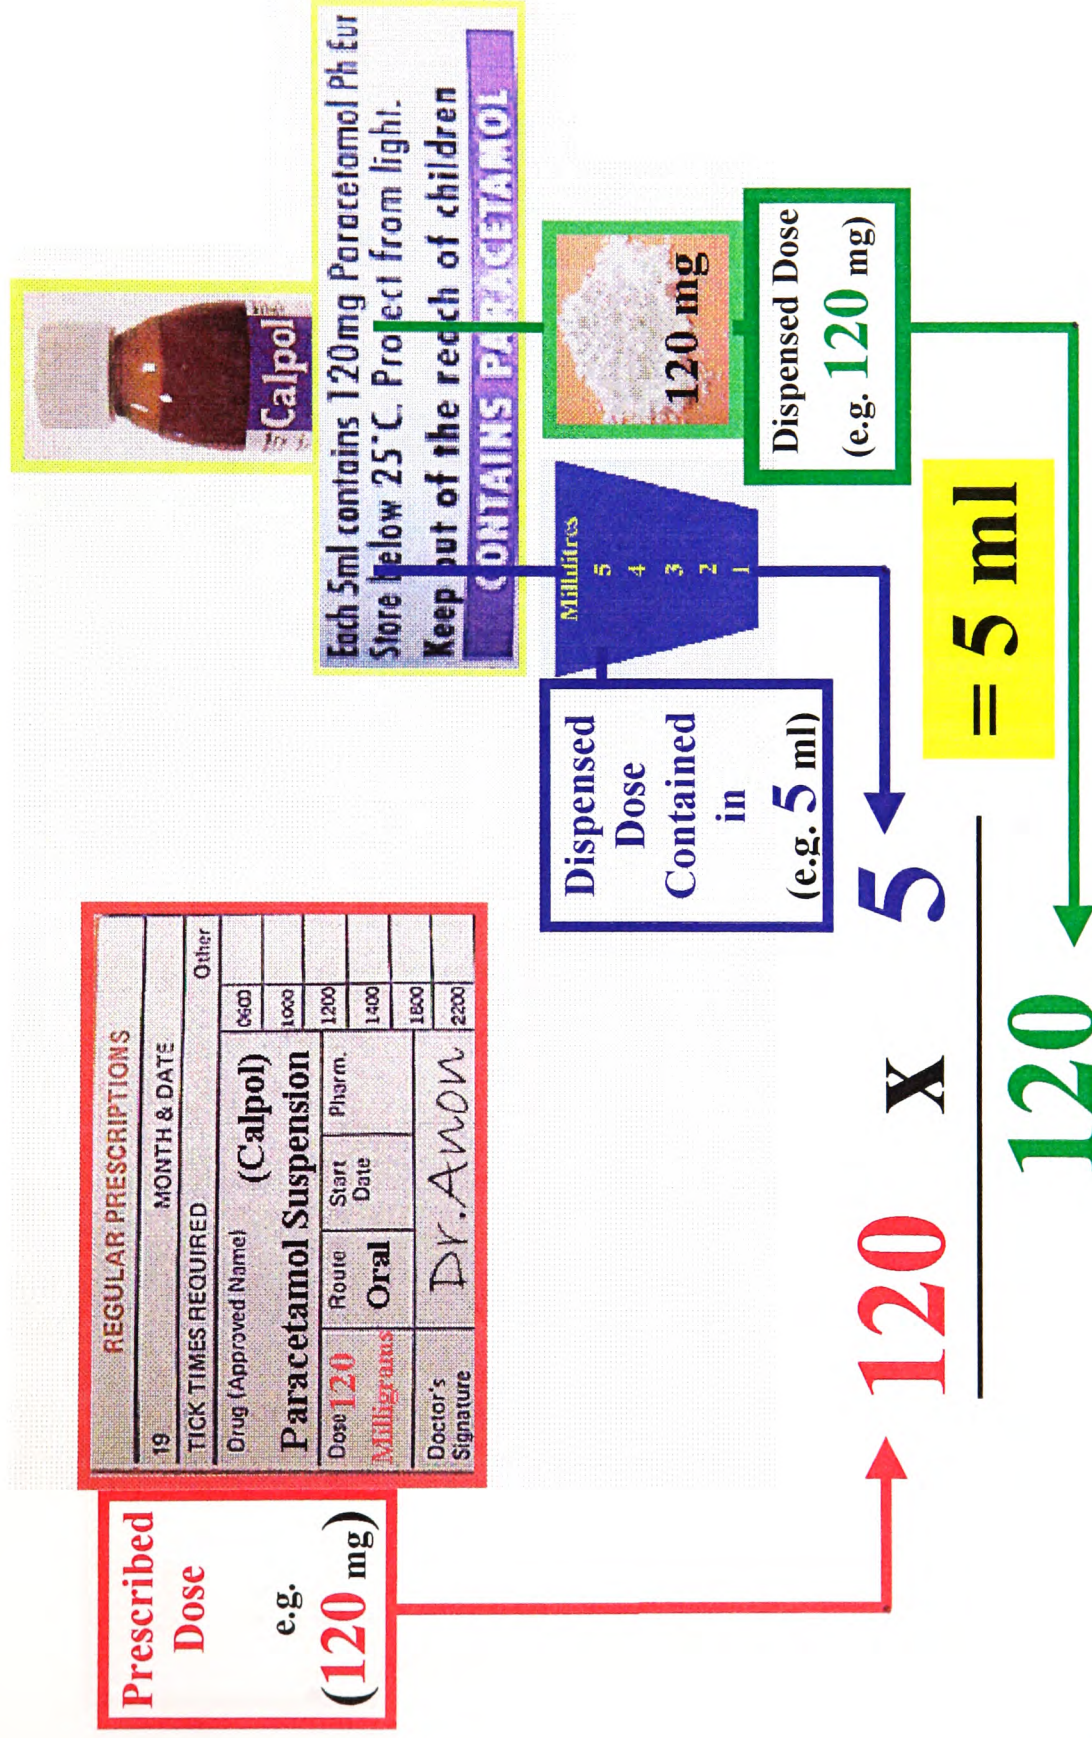 Prescribed
Dose
e.g.
(120 mg)
REGULAR PRESCRIPTIONS
19 MONTH & DATE
TICK TIMES REQUIRED Other
Drug (Approved Name) (Calpol)
Paracetamol Suspension
Dose 120
Milligrams
Route
Oral
Start
Date
Pharm.
Doctor's
Signature
Dr. Anon
0600
1000
1200
1400
1800
2200
Calpol
Each 5ml contains 120mg Paracetamol Ph Eur
Store below 25°C. Protect from light.
Keep out of the reach of children
CONTAINS PARACETAMOL
Dispensed
Dose
Contained
in
(e.g. 5 ml)
Millilitres
5
4
3
2
1
120 mg
Dispensed Dose
(e.g. 120 mg)
120 x 5
120
= 5 ml